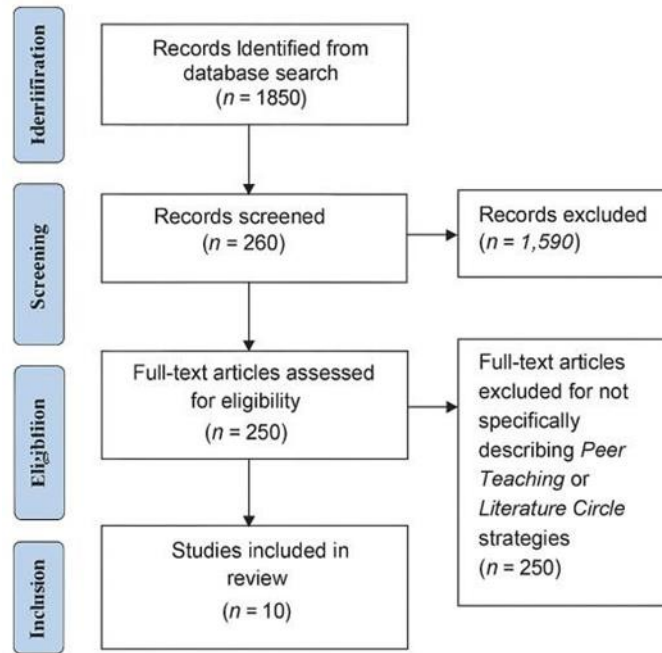 Records Identified from
database search
(n = 1850)
Screening
Records screened
(n = 260)
Records excluded
(n = 1,590)
Full-text articles assessed
for eligibility
(n = 250)
Full-text articles
excluded for not
specifically
describing Peer
Teaching or
Literature Circle
strategies
(n = 250)
Inclusion
Studies included in
review
(n = 10)